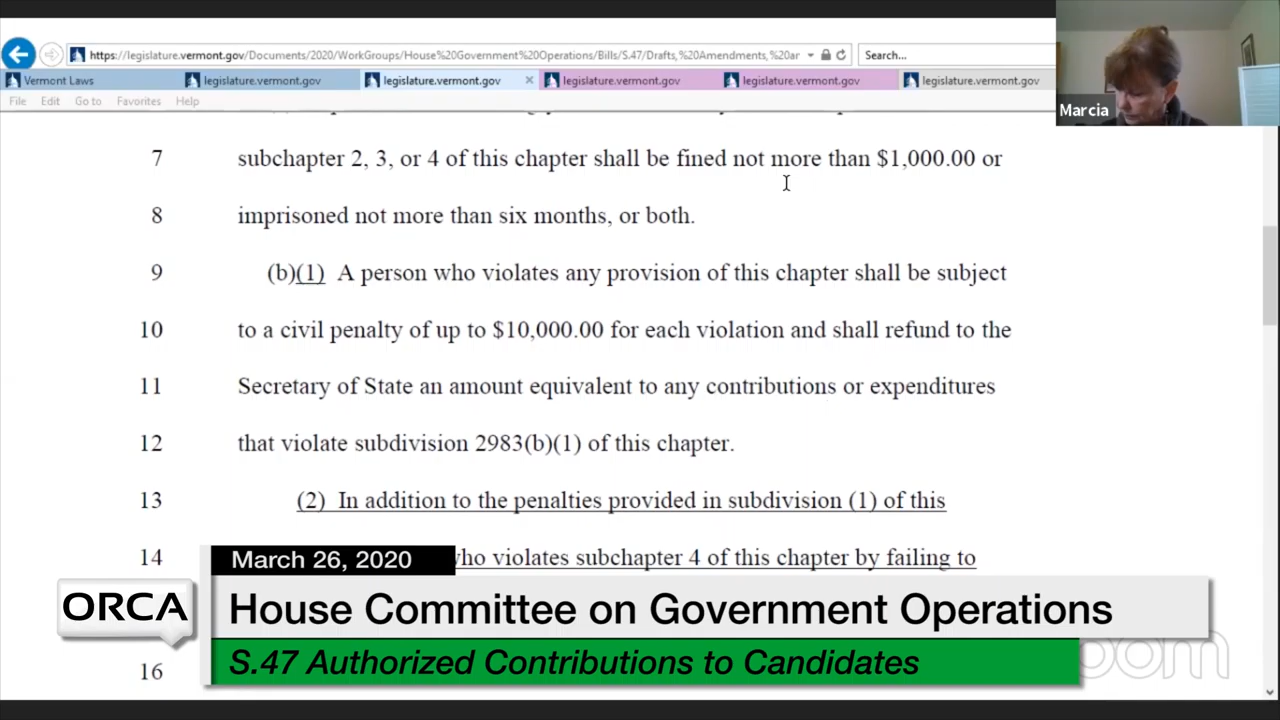 https://legislature.vermont.gov/Documents/2020/WorkGroups/House%20Government%20Operations/Bills/S.47/Drafts,%20Amendments,%20ar
Search...
Vermont Laws
legislature.vermont.gov
legislature.vermont.gov
legislature.vermont.gov
legislature.vermont.gov
legislature.vermont.gov
File Edit Go to Favorites Help
Marcia
7 subchapter 2, 3, or 4 of this chapter shall be fined not more than $1,000.00 or
8 imprisoned not more than six months, or both.
9 (b)(1) A person who violates any provision of this chapter shall be subject
10 to a civil penalty of up to $10,000.00 for each violation and shall refund to the
11 Secretary of State an amount equivalent to any contributions or expenditures
12 that violate subdivision 2983(b)(1) of this chapter.
13 (2) In addition to the penalties provided in subdivision (1) of this
14 who violates subchapter 4 of this chapter by failing to
March 26, 2020
ORCA
House Committee on Government Operations
S.47 Authorized Contributions to Candidates
16